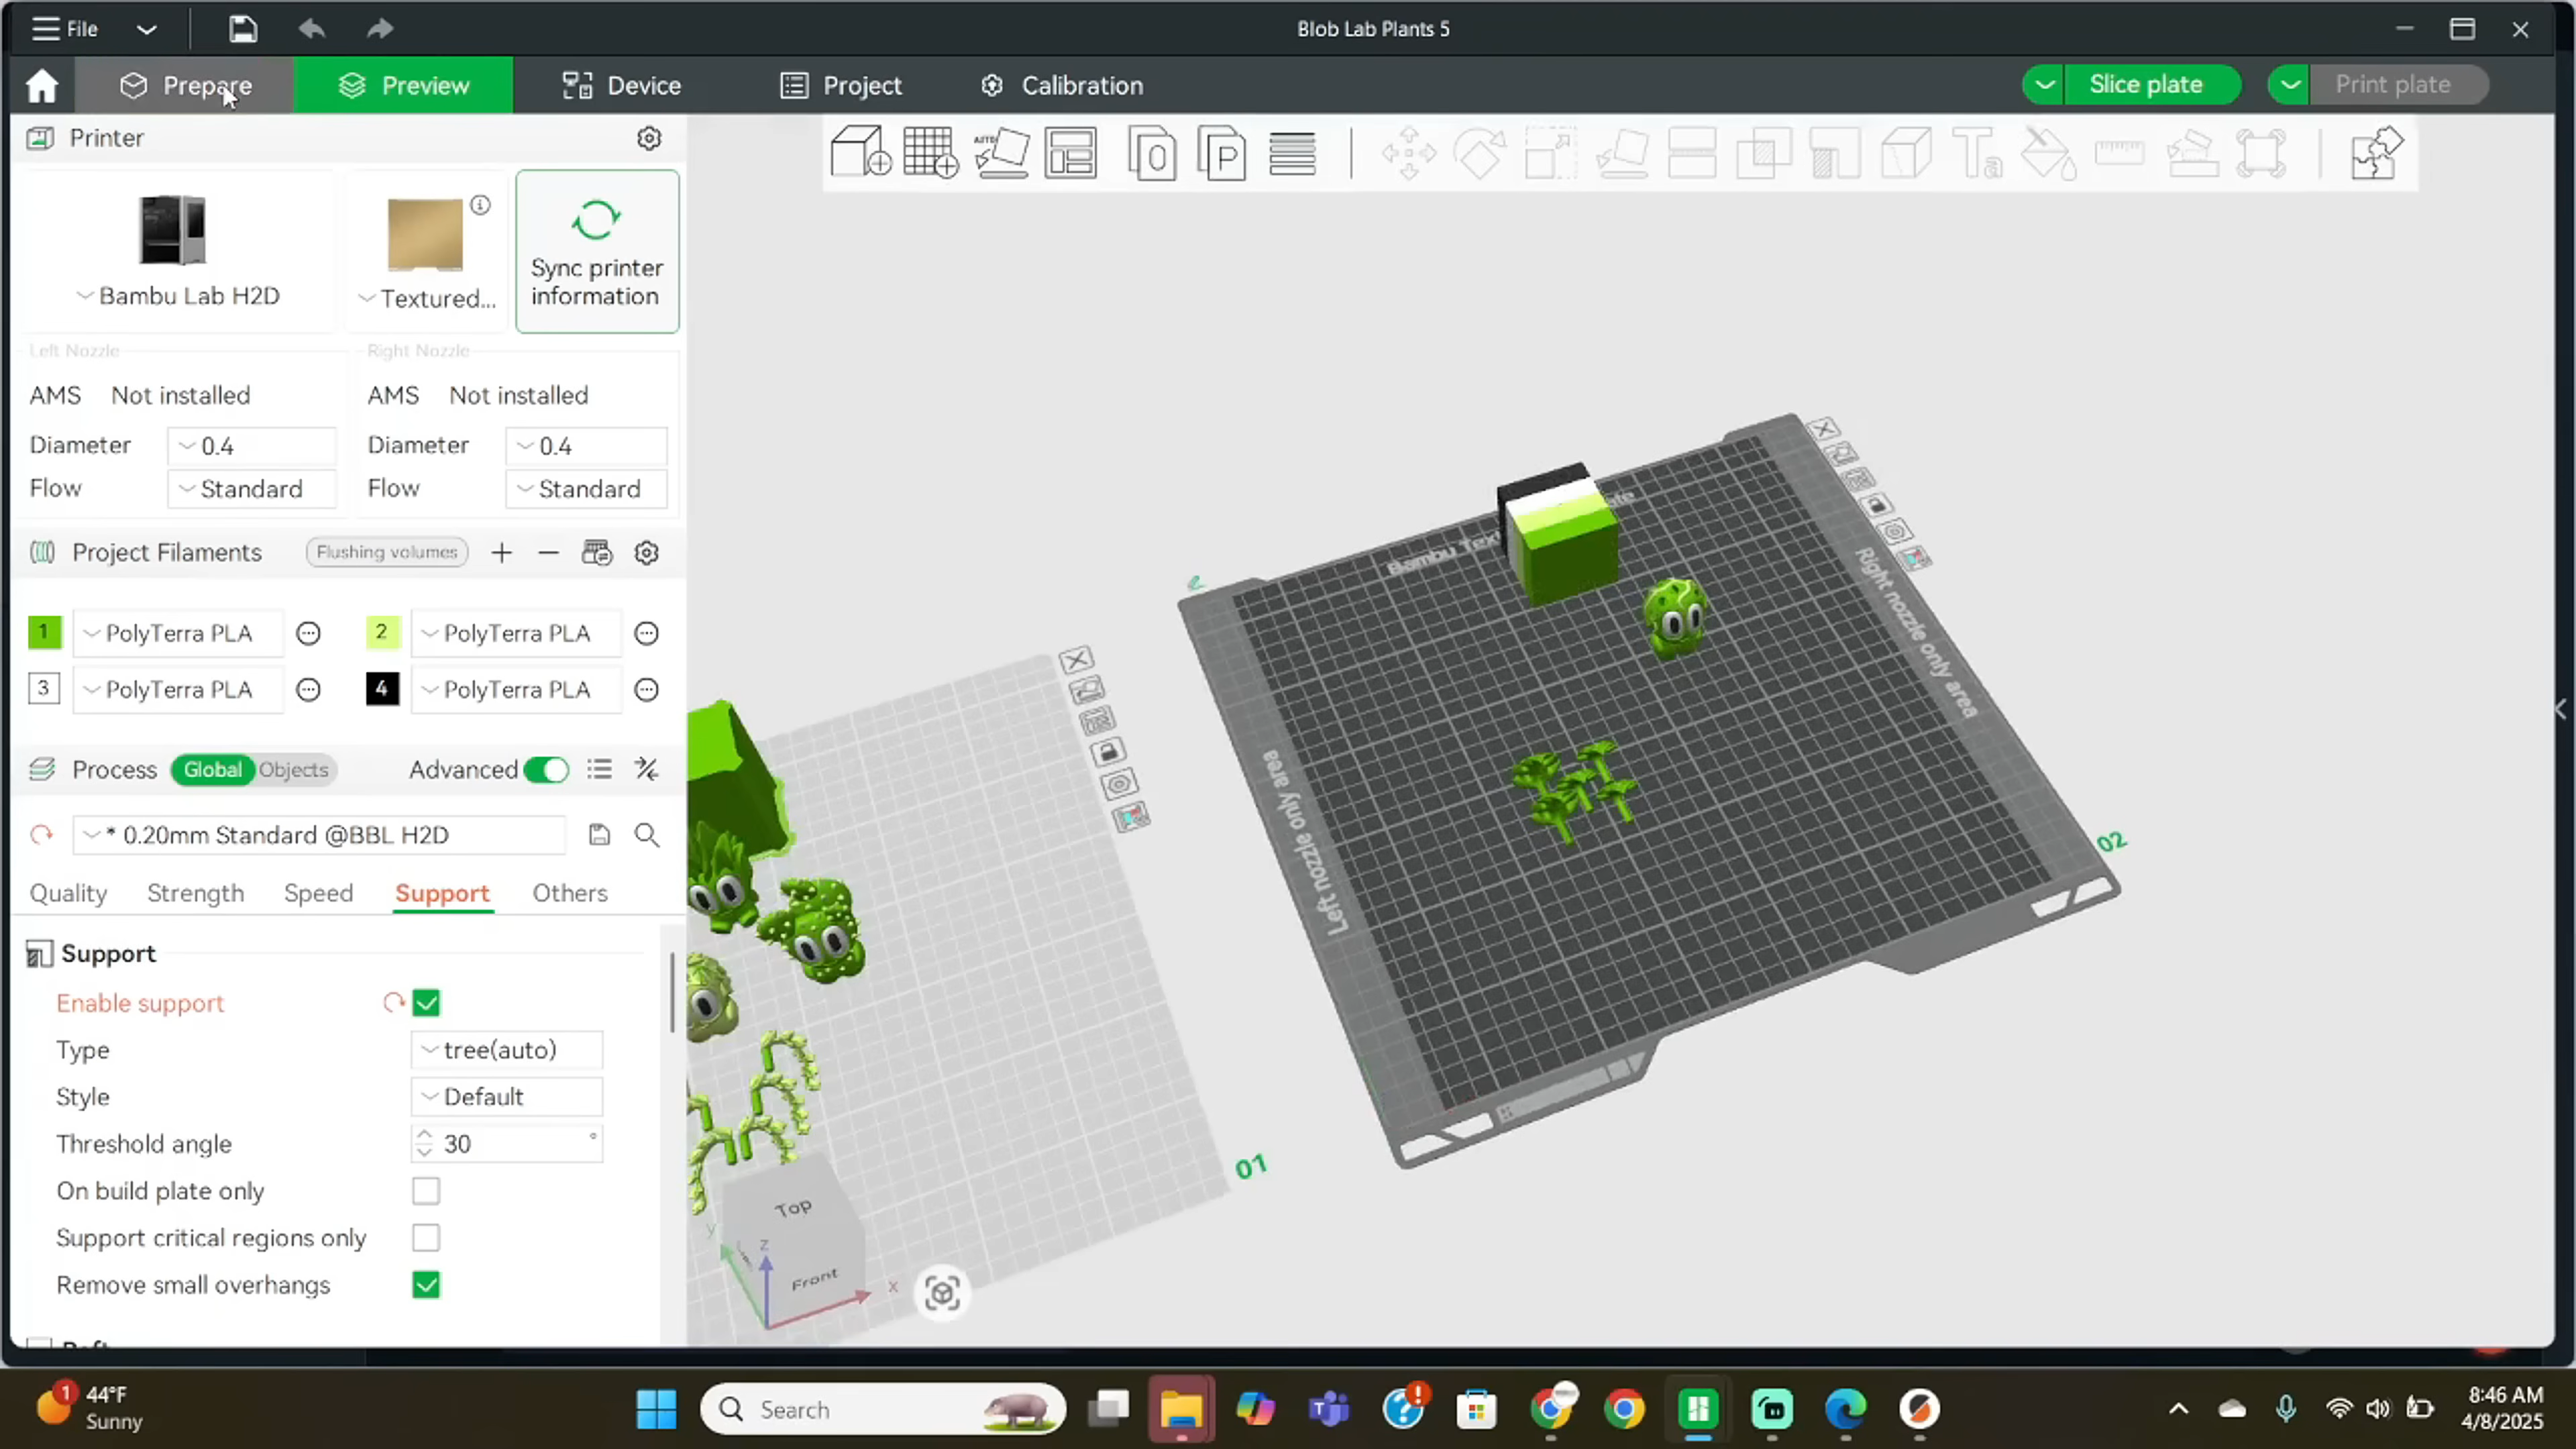 File
Blob Lab Plants 5
Prepare
Preview
Device
Project
Calibration
Slice plate
Print plate
Printer
AUTO
O
P
Ta
Bambu Lab H2D
Textured...
Sync printer
information
Left Nozzle
Right Nozzle
AMS Not installed
AMS Not installed
Diameter 0.4
Diameter 0.4
Flow Standard
Flow Standard
Project Filaments
Flushing volumes
1 PolyTerra PLA
2 PolyTerra PLA
3 PolyTerra PLA
4 PolyTerra PLA
Process
Global
Objects
Advanced
* 0.20mm Standard @BBL H2D
Quality
Strength
Speed
Support
Others
Support
Enable support
Type tree(auto)
Style Default
Threshold angle 30 °
On build plate only
Support critical regions only
Remove small overhangs
Bambu
Right nozzle only area
Left nozzle only area
02
01
Top
Front
x
y
z
1
44°F
Sunny
Search
8:46 AM
4/8/2025